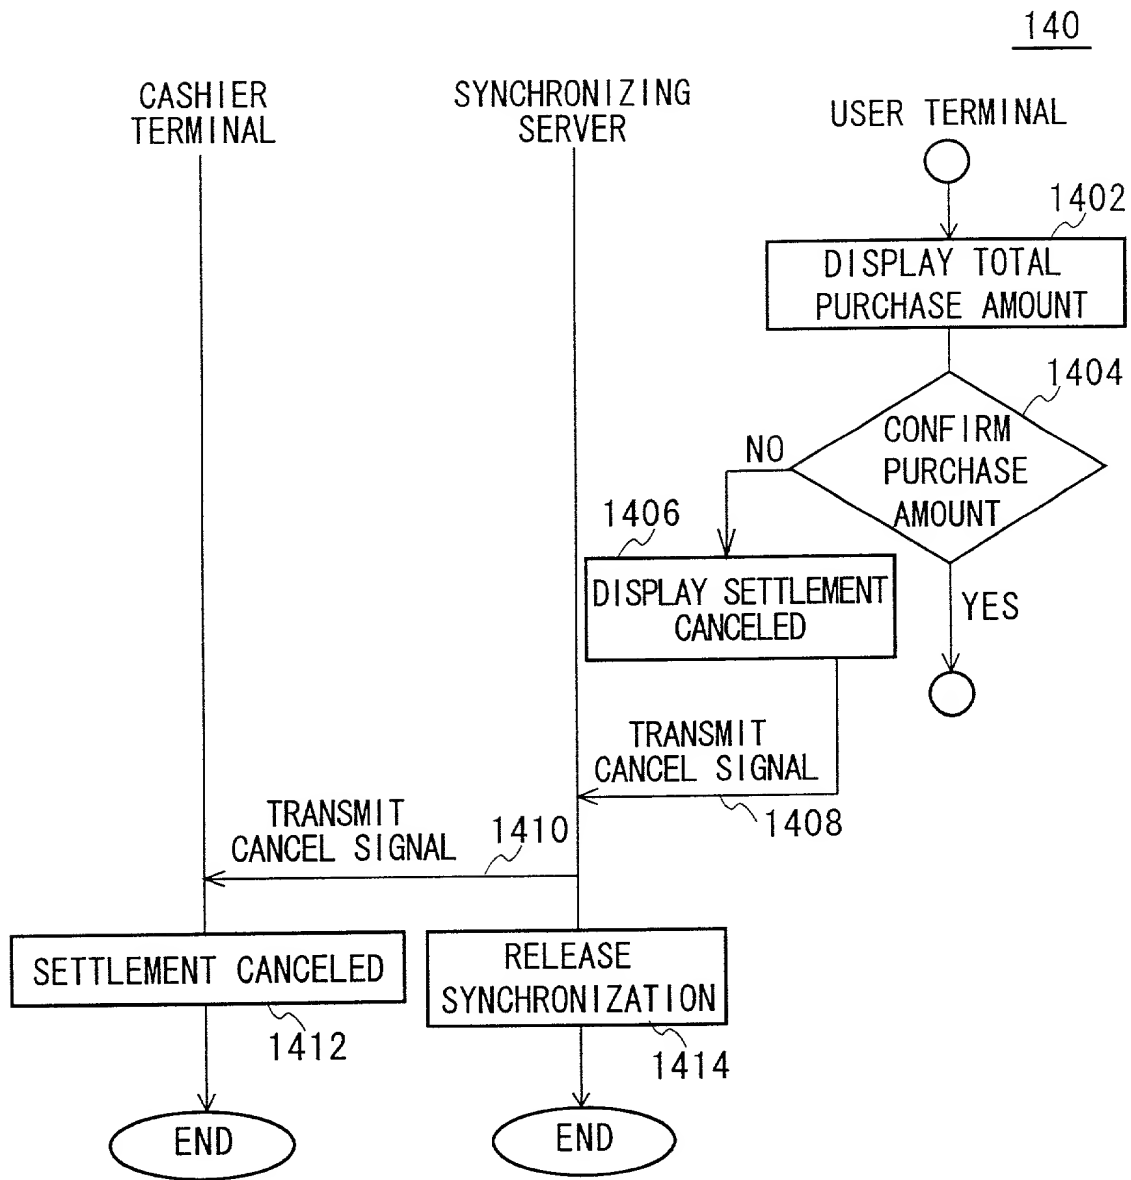 140
CASHIER
TERMINAL
SYNCHRONIZING
SERVER
USER TERMINAL
1402
DISPLAY TOTAL
PURCHASE AMOUNT
1404
CONFIRM
PURCHASE
AMOUNT
NO
YES
1406
DISPLAY SETTLEMENT
CANCELED
TRANSMIT
CANCEL SIGNAL
1408
TRANSMIT
CANCEL SIGNAL
1410
SETTLEMENT CANCELED
1412
RELEASE
SYNCHRONIZATION
1414
END
END